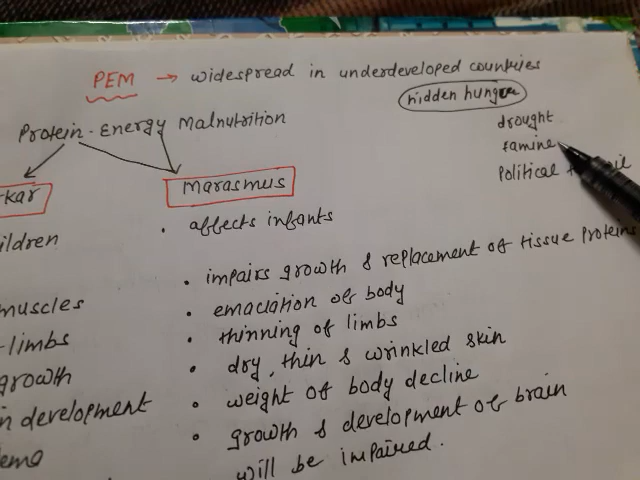 PEM → widespread in underdeveloped countries
hidden hunger
Protein-Energy Malnutrition
drought
famine
Political
kar
Marasmus
ildren
• affects infants
• impairs growth & replacement of tissue proteins
muscles
• emaciation of body
-limbs
• thinning of limbs
growth
• dry, thin & wrinkled skin
n development
• weight of body decline
• growth & development of brain
will be impaired.